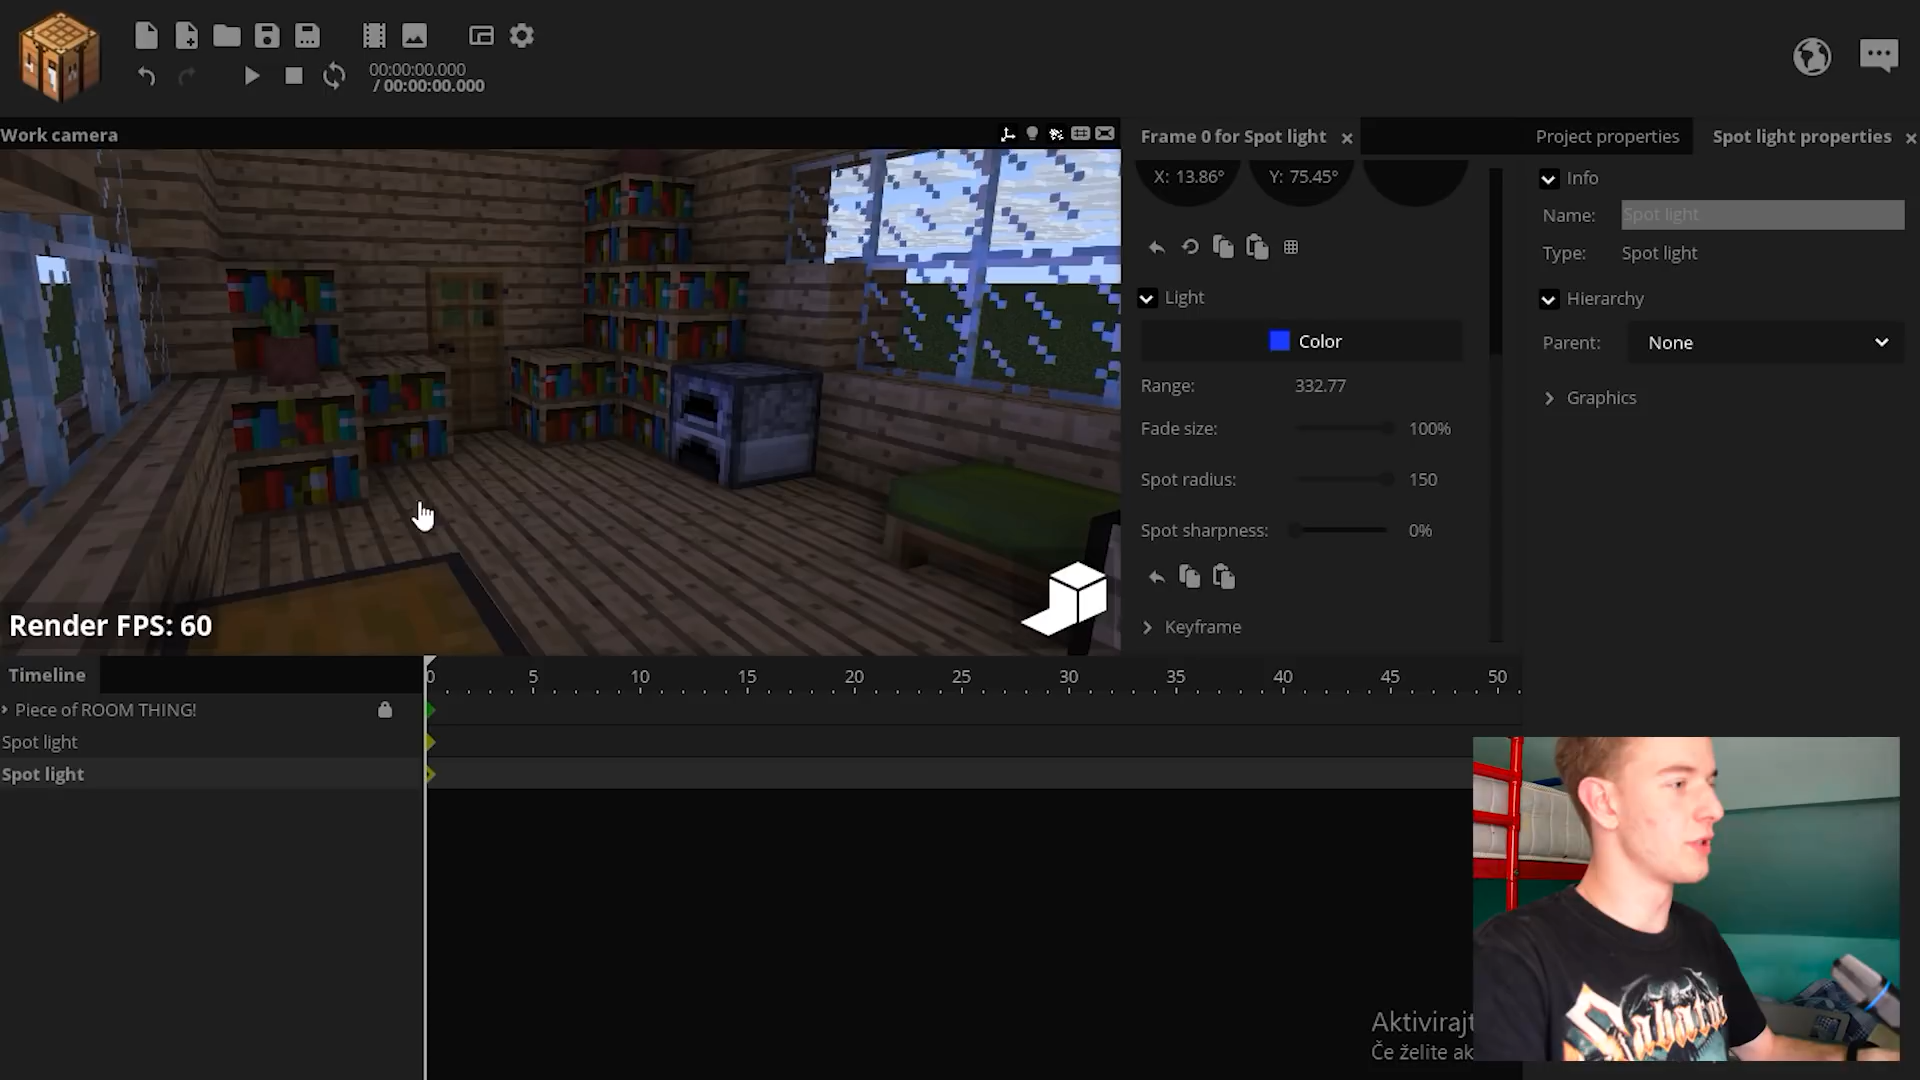 00:00:00.000
/ 00:00:00.000
Work camera
Frame 0 for Spot light
Project properties
Spot light properties
X: 13.86°
Y: 75.45°
Info
Name: Spot light
Type: Spot light
Light
Color
Hierarchy
Parent: None
Range: 332.77
Graphics
Fade size: 100%
Spot radius: 150
Spot sharpness: 0%
Keyframe
Render FPS: 60
Timeline
0 5 10 15 20 25 30 35 40 45 50
Piece of ROOM THING!
Spot light
Spot light
Aktiviraj
Če želite ak
Sabaton